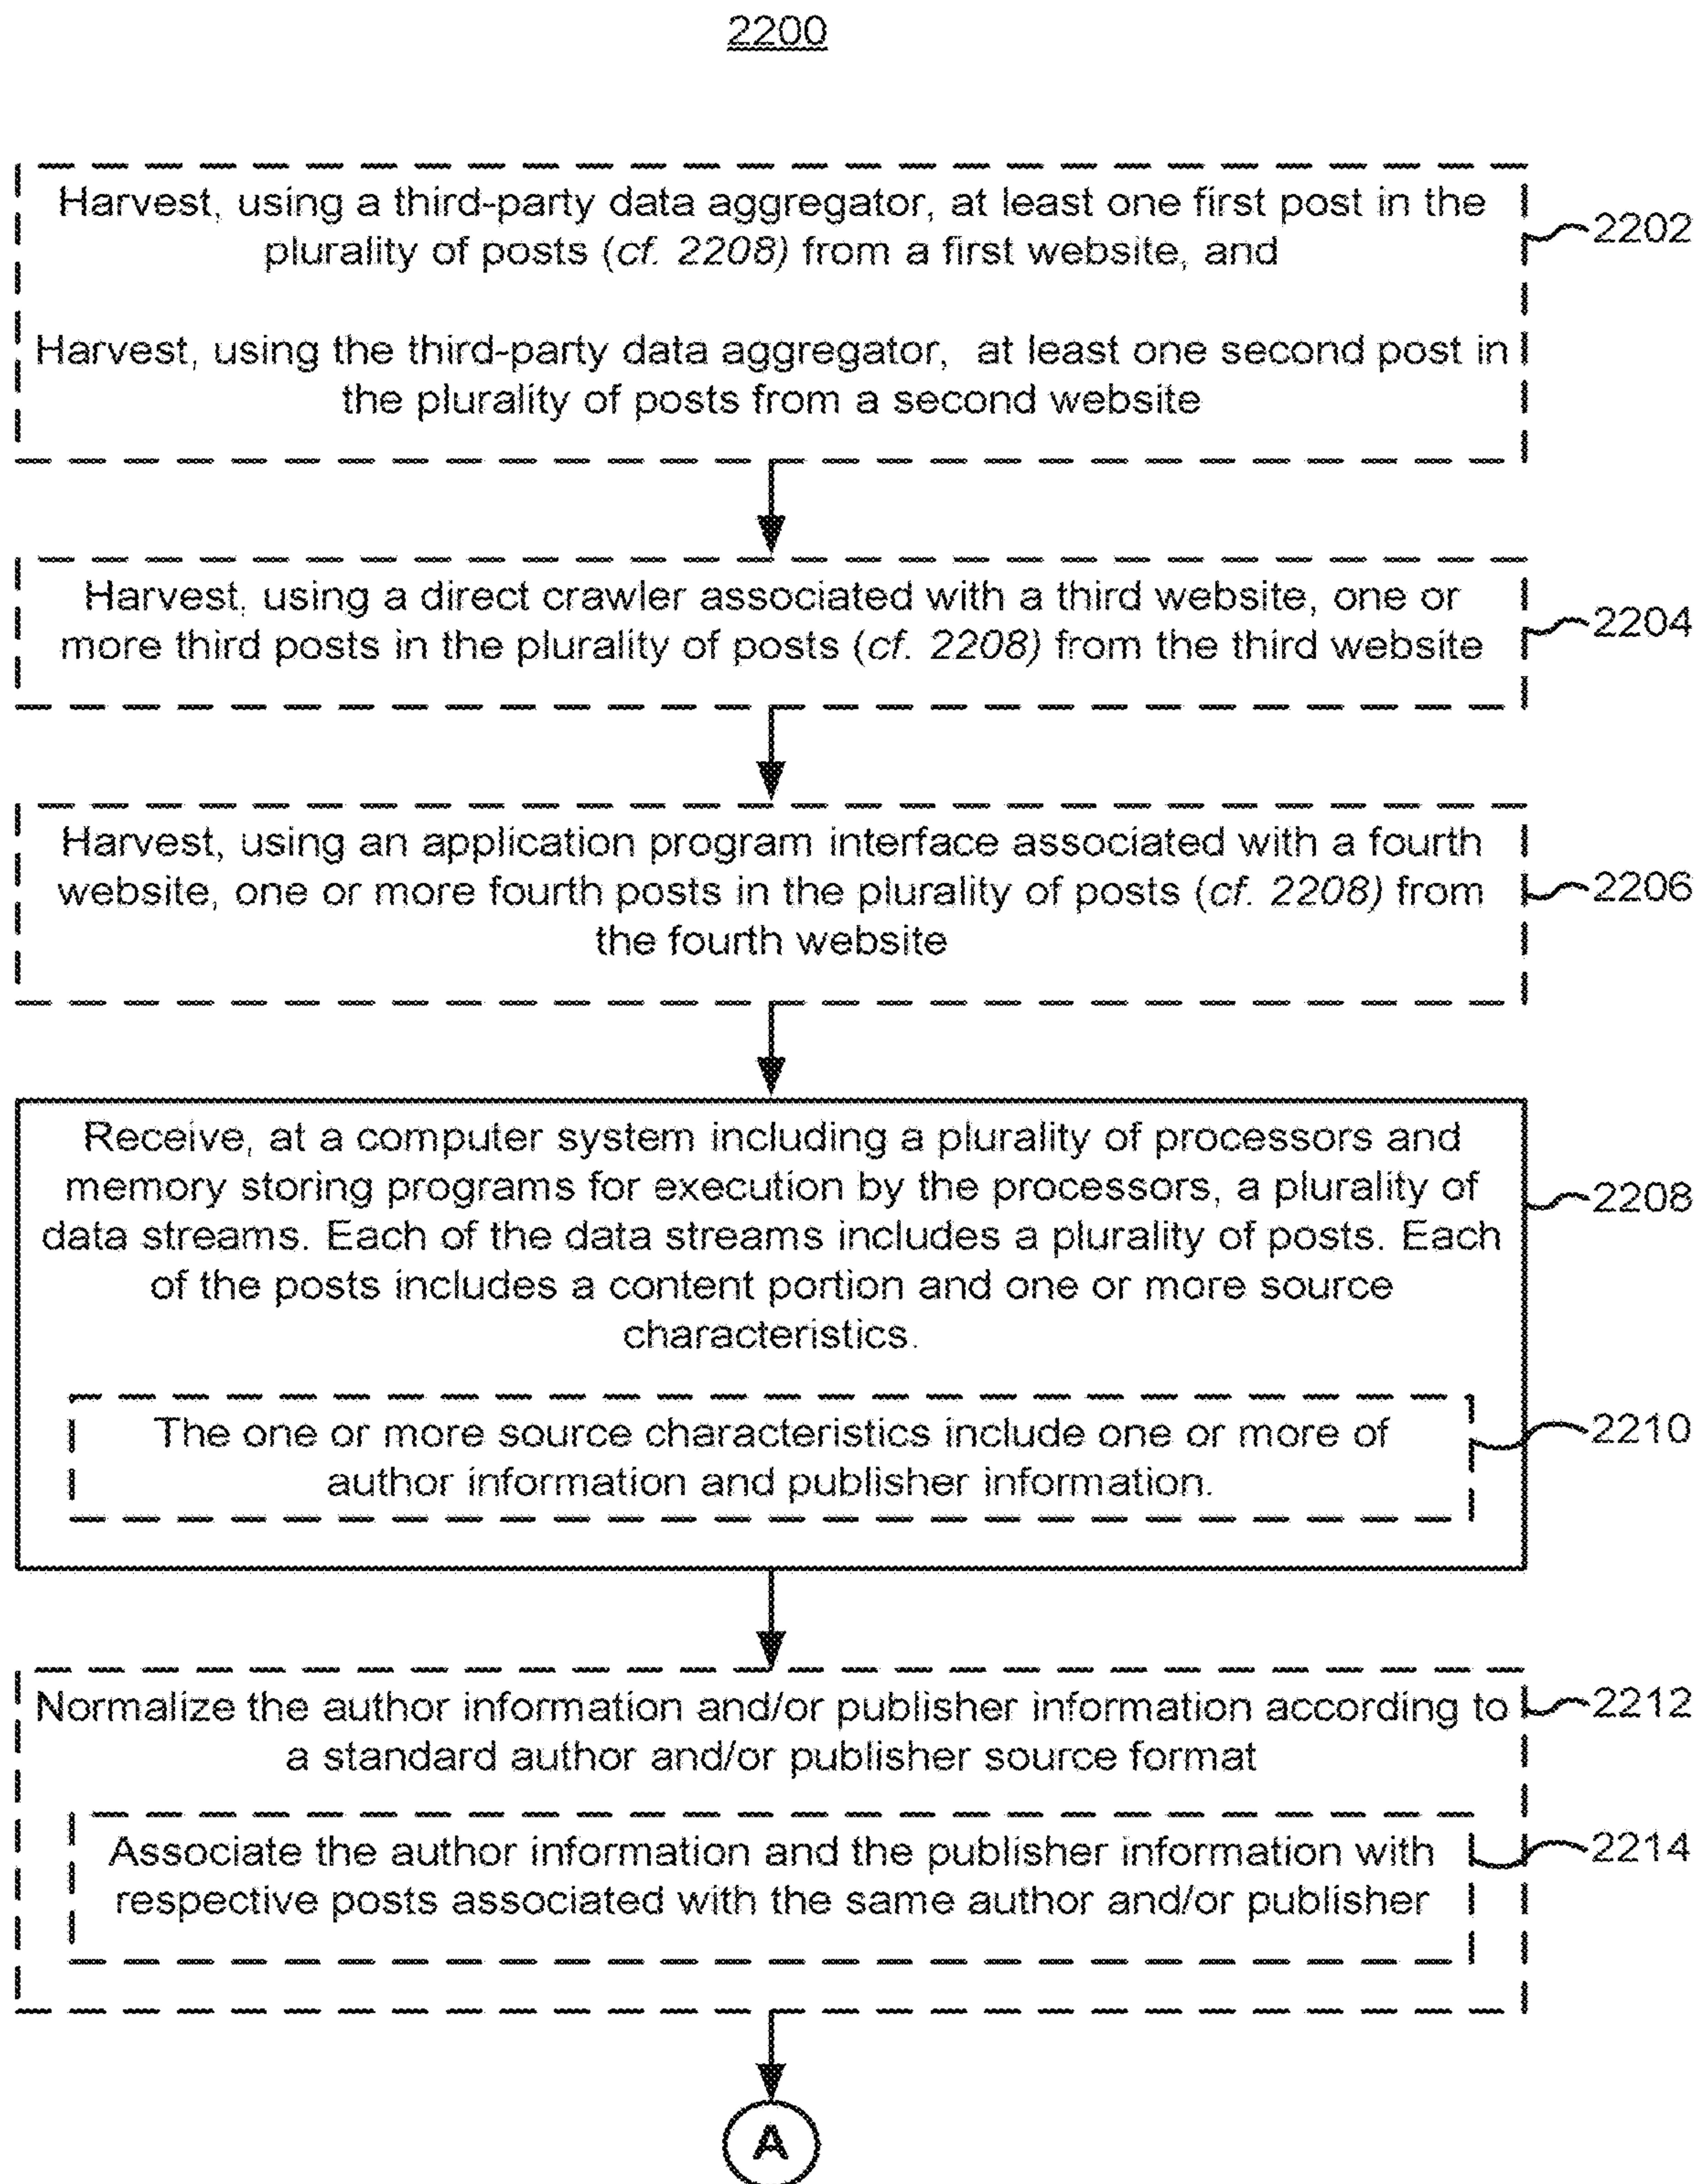 2200
Harvest, using a third-party data aggregator, at least one first post in the
plurality of posts (cf. 2208) from a first website, and
2202
Harvest, using the third-party data aggregator, at least one second post in
the plurality of posts from a second website
Harvest, using a direct crawler associated with a third website, one or
more third posts in the plurality of posts (cf. 2208) from the third website
2204
Harvest, using an application program interface associated with a fourth
website, one or more fourth posts in the plurality of posts (cf. 2208) from
the fourth website
2206
Receive, at a computer system including a plurality of processors and
memory storing programs for execution by the processors, a plurality of
data streams. Each of the data streams includes a plurality of posts. Each
of the posts includes a content portion and one or more source
characteristics.
2208
The one or more source characteristics include one or more of
author information and publisher information.
2210
Normalize the author information and/or publisher information according to
a standard author and/or publisher source format
2212
Associate the author information and the publisher information with
respective posts associated with the same author and/or publisher
2214
A